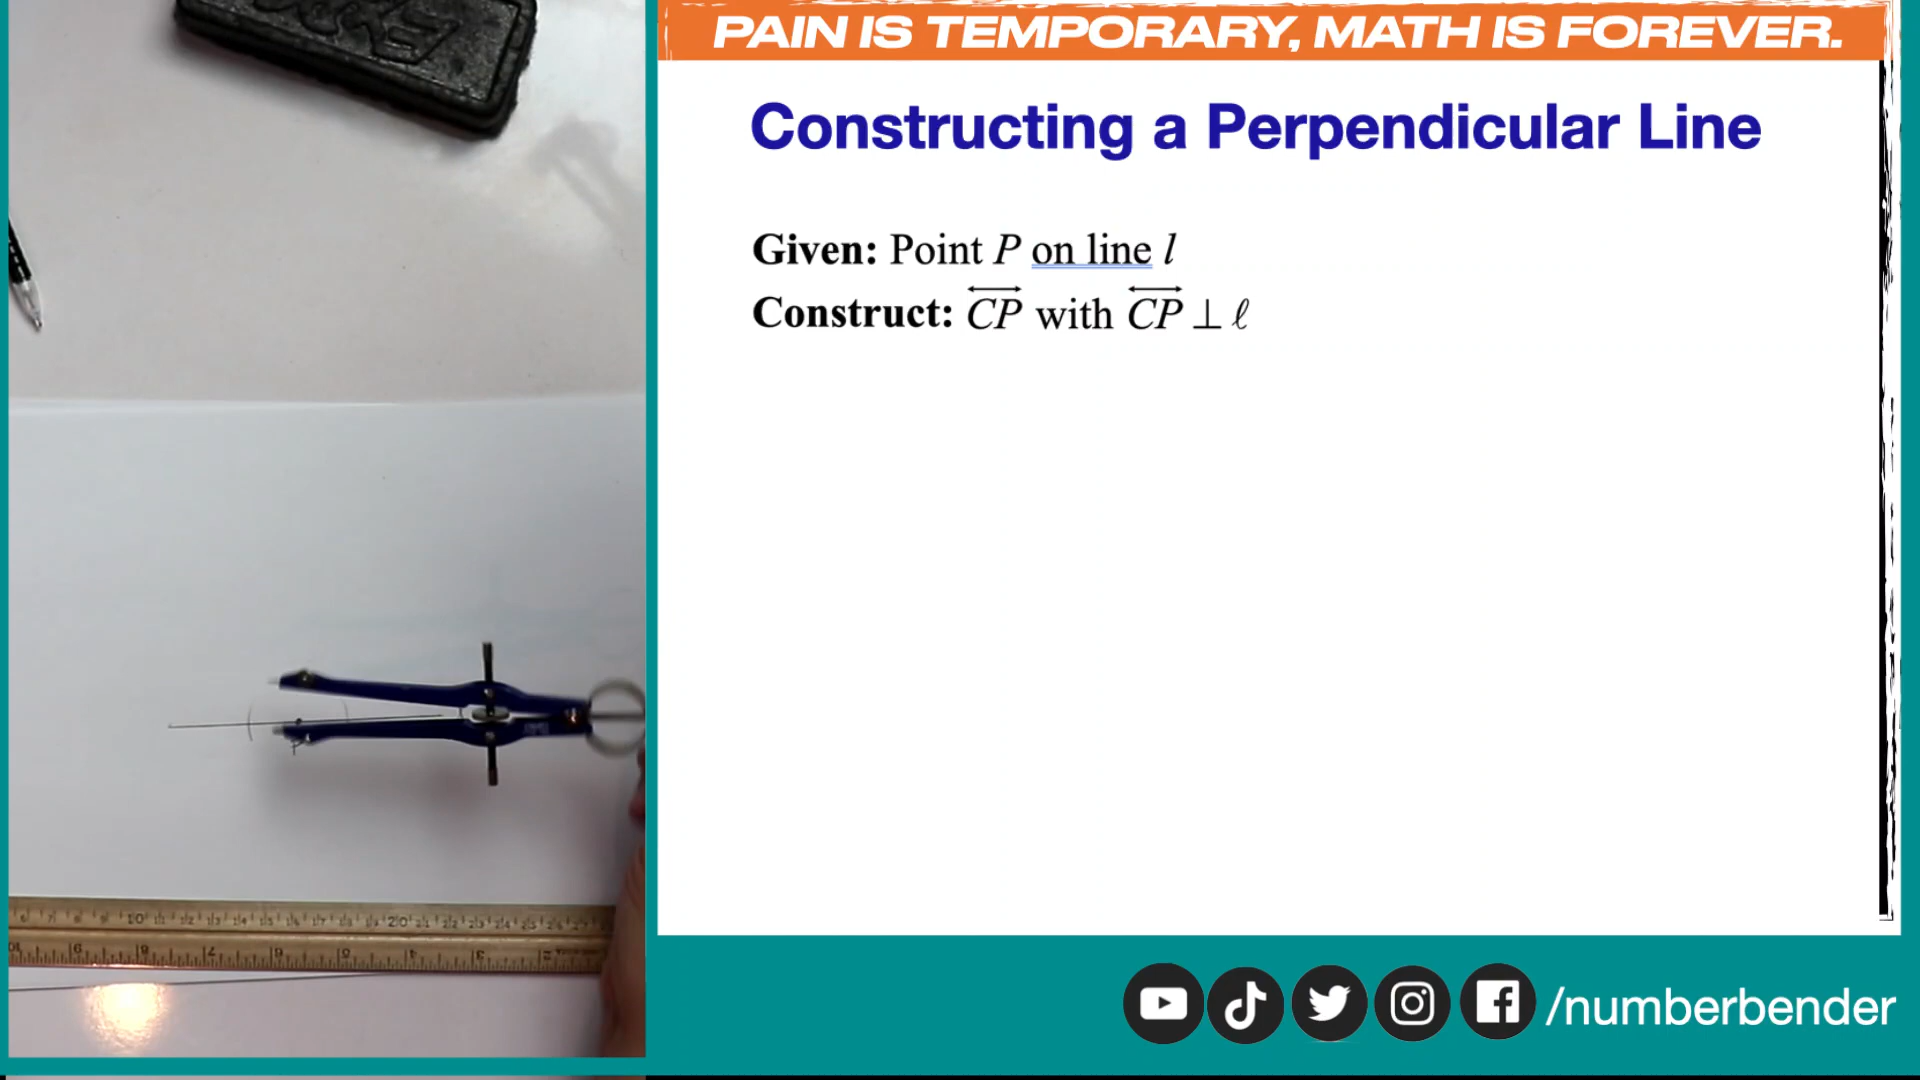 PAIN IS TEMPORARY, MATH IS FOREVER.
Constructing a Perpendicular Line
Given: Point P on line l
Construct: CP with CP ⊥ ℓ
/numberbender